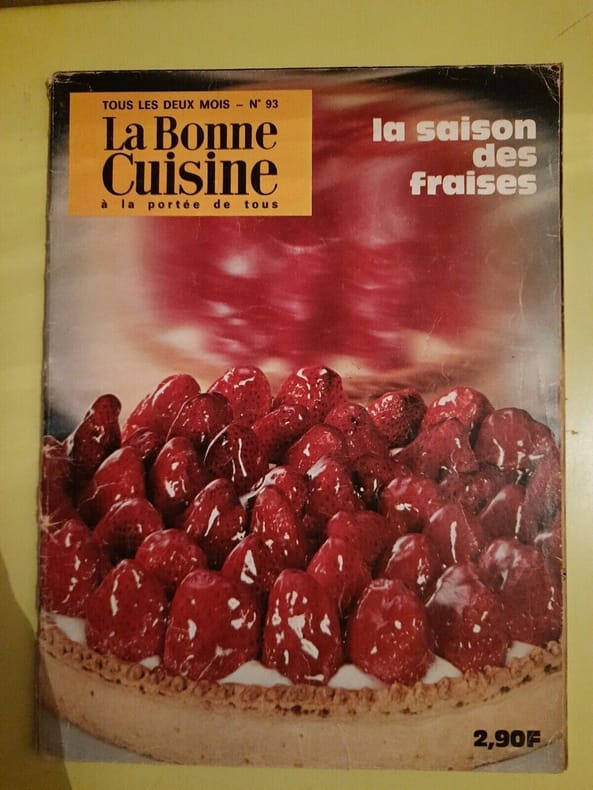 TOUS LES DEUX MOIS – N° 93
La Bonne
Cuisine
à la portée de tous
la saison
des
fraises
2,90F